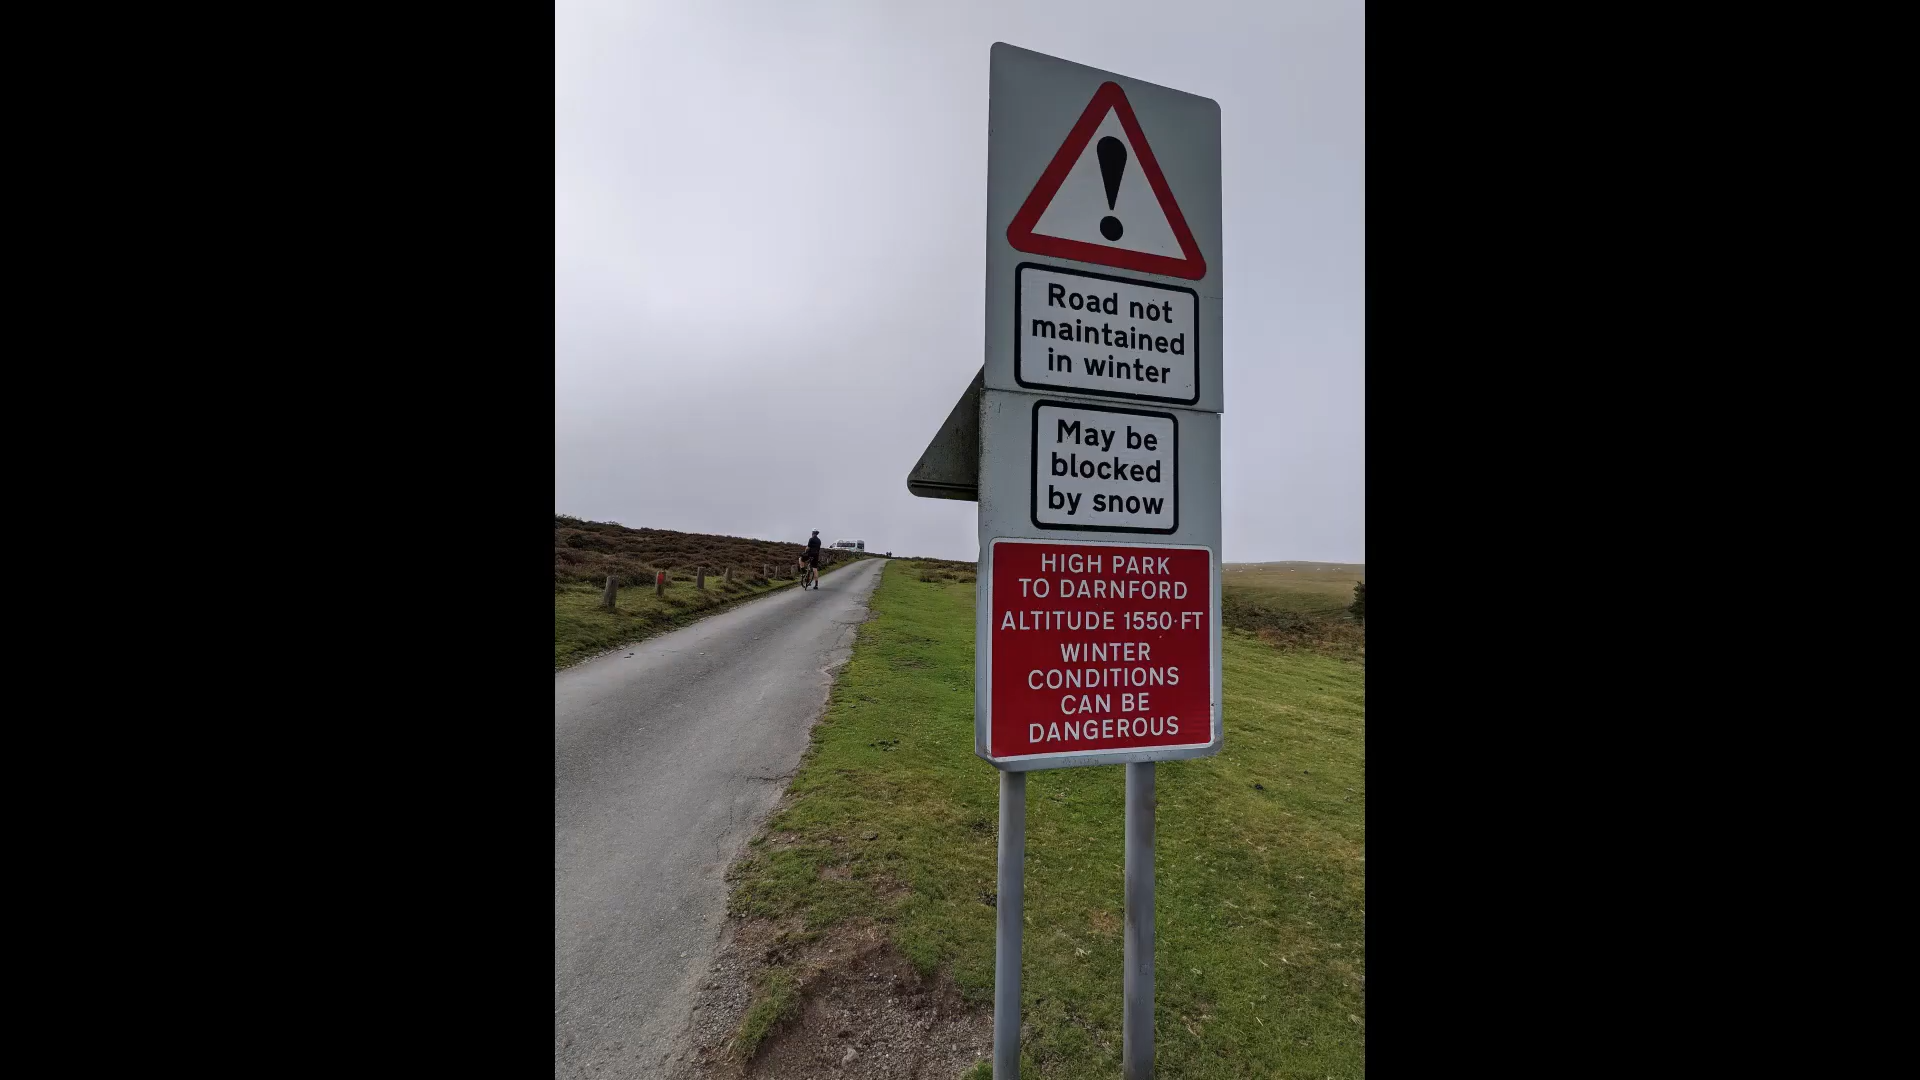 Road not
maintained
in winter
May be
blocked
by snow
HIGH PARK
TO DARNFORD
ALTITUDE 1550·FT
WINTER
CONDITIONS
CAN BE
DANGEROUS